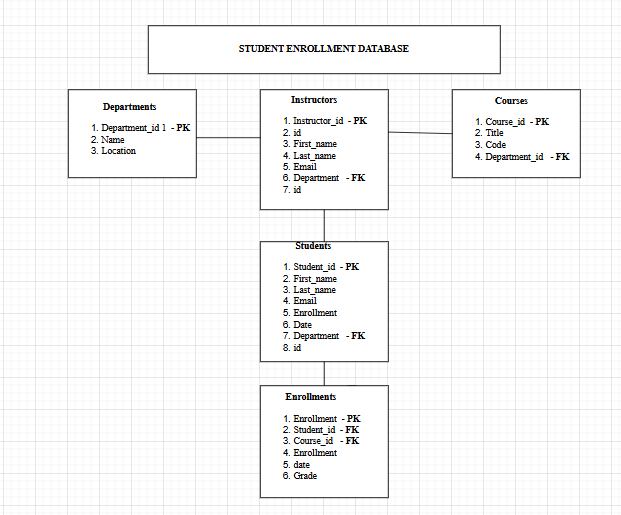 STUDENT ENROLLMENT DATABASE
Departments
1. Department_id 1 - PK
2. Name
3. Location
Instructors
1. Instructor_id - PK
2. id
3. First_name
4. Last_name
5. Email
6. Department - FK
7. id
Courses
1. Course_id - PK
2. Title
3. Code
4. Department_id - FK
Students
1. Student_id - PK
2. First_name
3. Last_name
4. Email
5. Enrollment
6. Date
7. Department - FK
8. id
Enrollments
1. Enrollment - PK
2. Student_id - FK
3. Course_id - FK
4. Enrollment
5. date
6. Grade